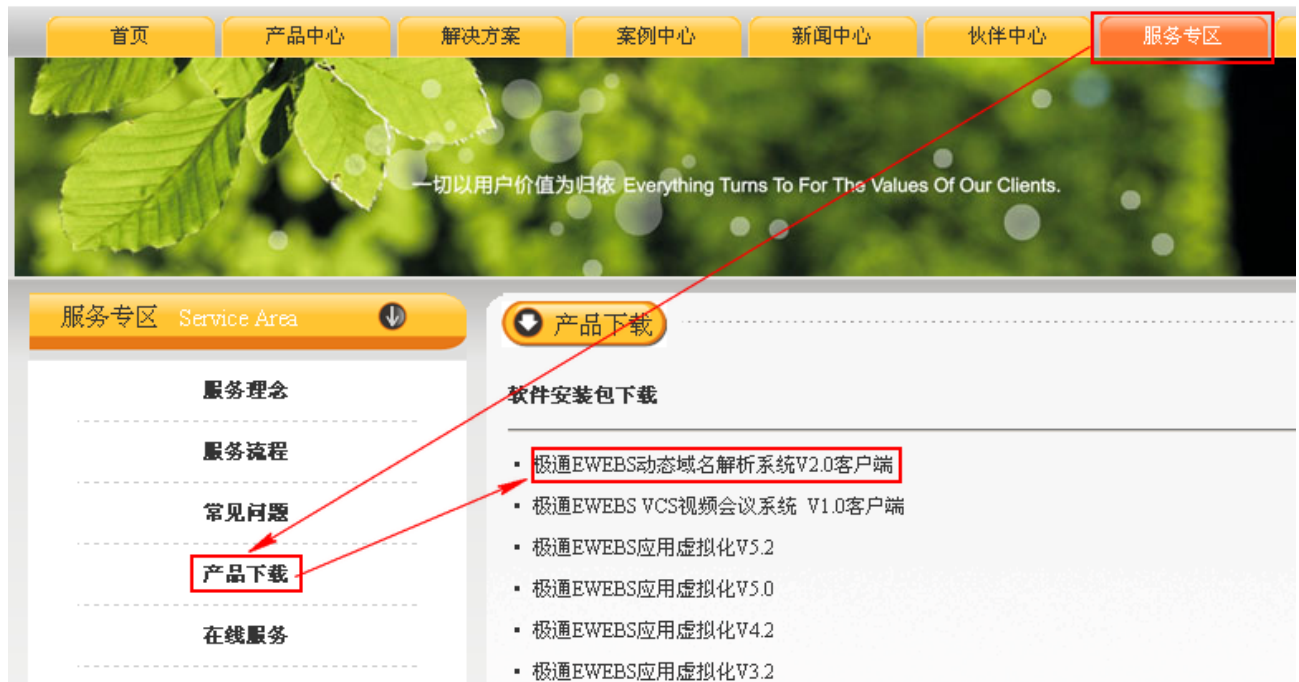 首页 产品中心 解决方案 案例中心 新闻中心 伙伴中心 服务专区
一切以用户价值为归依 Everything Turns To For The Values Of Our Clients.
服务专区 Service Area
服务理念
服务流程
常见问题
产品下载
在线服务
产品下载
软件安装包下载
极通EWEBS动态域名解析系统V2.0客户端
极通EWEBS VCS视频会议系统 V1.0客户端
极通EWEBS应用虚拟化V5.2
极通EWEBS应用虚拟化V5.0
极通EWEBS应用虚拟化V4.2
极通EWEBS应用虚拟化V3.2